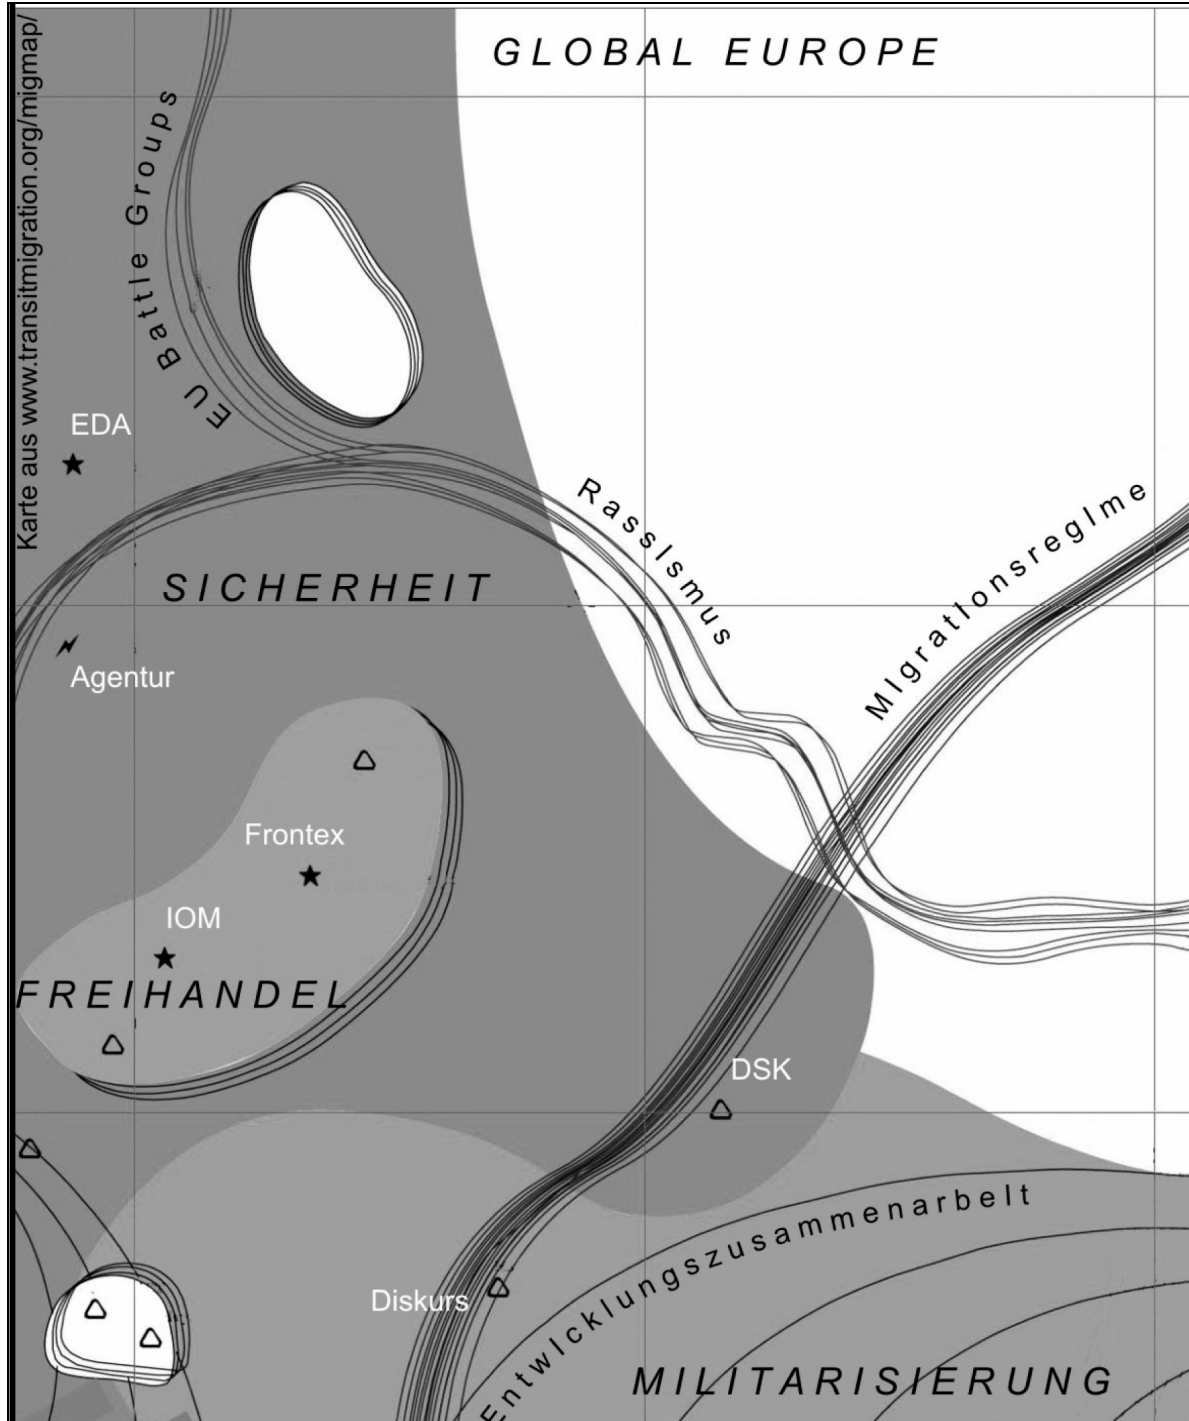 Karte aus www.transitmigration.org/migmap/
GLOBAL EUROPE
EU Battle Groups
EDA
Rassismus
MIgratIonsregIme
SICHERHEIT
Agentur
Frontex
IOM
FREIHANDEL
DSK
EntwIcklungszusammenarbeIt
Diskurs
MILITARISIERUNG